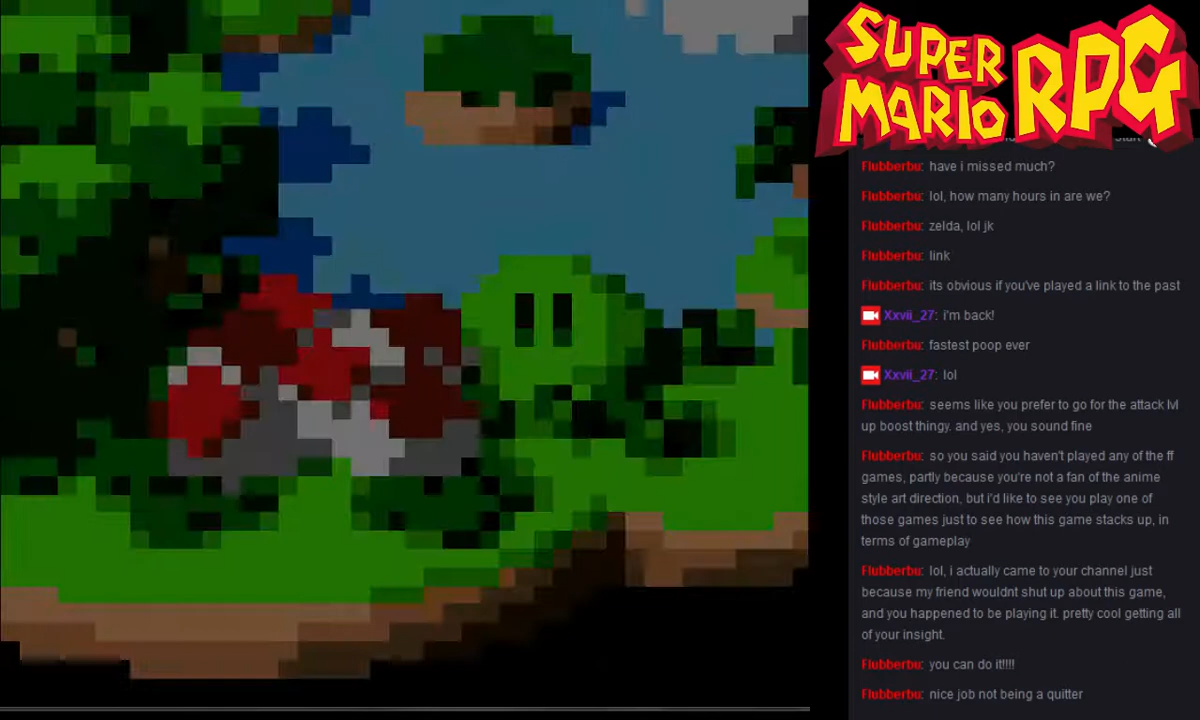 SUPER
MARIO RPG
start
Flubberbu: have i missed much?
Flubberbu: lol, how many hours in are we?
Flubberbu: zelda, lol jk
Flubberbu: link
Flubberbu: its obvious if you've played a link to the past
Xxvii_27: i'm back!
Flubberbu: fastest poop ever
Xxvii_27: lol
Flubberbu: seems like you prefer to go for the attack lvl
up boost thingy. and yes, you sound fine
Flubberbu: so you said you haven't played any of the ff
games, partly because you're not a fan of the anime
style art direction, but i'd like to see you play one of
those games just to see how this game stacks up, in
terms of gameplay
Flubberbu: lol, i actually came to your channel just
because my friend wouldnt shut up about this game,
and you happened to be playing it. pretty cool getting all
of your insight.
Flubberbu: you can do it!!!!
Flubberbu: nice job not being a quitter